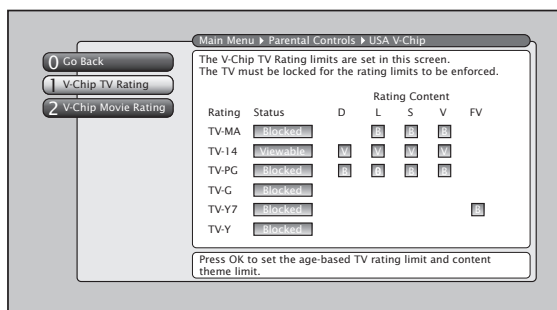 Main Menu ▶ Parental Controls ▶ USA V-Chip
0 Go Back
1 V-Chip TV Rating
2 V-Chip Movie Rating
The V-Chip TV Rating limits are set in this screen.
The TV must be locked for the rating limits to be enforced.
Rating Content
Rating Status D L S V FV
TV-MA Blocked B B B
TV-14 Viewable V V V V
TV-PG Blocked B B B B
TV-G Blocked
TV-Y7 Blocked B
TV-Y Blocked
Press OK to set the age-based TV rating limit and content
theme limit.